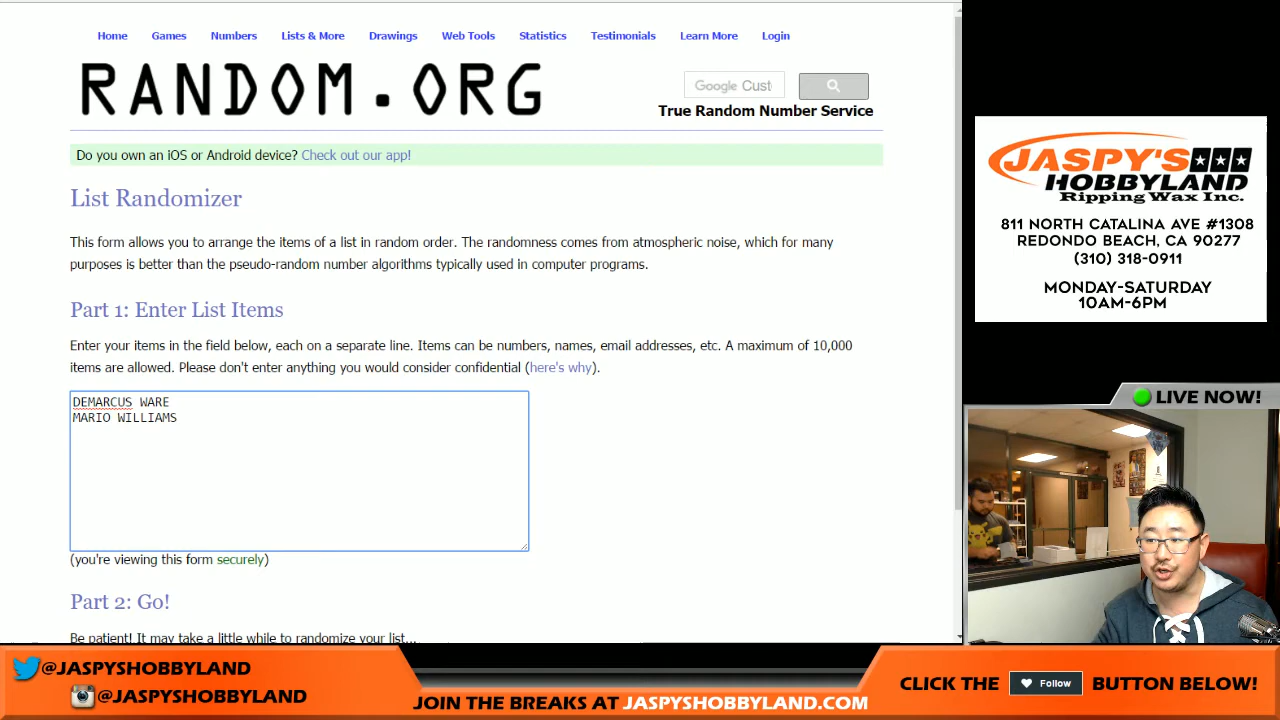 Home Games Numbers Lists & More Drawings Web Tools Statistics Testimonials Learn More Login
RANDOM.ORG
Google Cust
True Random Number Service
Do you own an iOS or Android device? Check out our app!
List Randomizer
This form allows you to arrange the items of a list in random order. The randomness comes from atmospheric noise, which for many
purposes is better than the pseudo-random number algorithms typically used in computer programs.
Part 1: Enter List Items
Enter your items in the field below, each on a separate line. Items can be numbers, names, email addresses, etc. A maximum of 10,000
items are allowed. Please don't enter anything you would consider confidential (here's why).
DEMARCUS WARE
MARIO WILLIAMS
(you're viewing this form securely)
Part 2: Go!
Be patient! It may take a little while to randomize your list...
JASPY'S
HOBBYLAND
Ripping Wax Inc.
811 NORTH CATALINA AVE #1308
REDONDO BEACH, CA 90277
(310) 318-0911
MONDAY-SATURDAY
10AM-6PM
LIVE NOW!
@JASPYSHOBBYLAND
@JASPYSHOBBYLAND
JOIN THE BREAKS AT JASPYSHOBBYLAND.COM
CLICK THE Follow BUTTON BELOW!